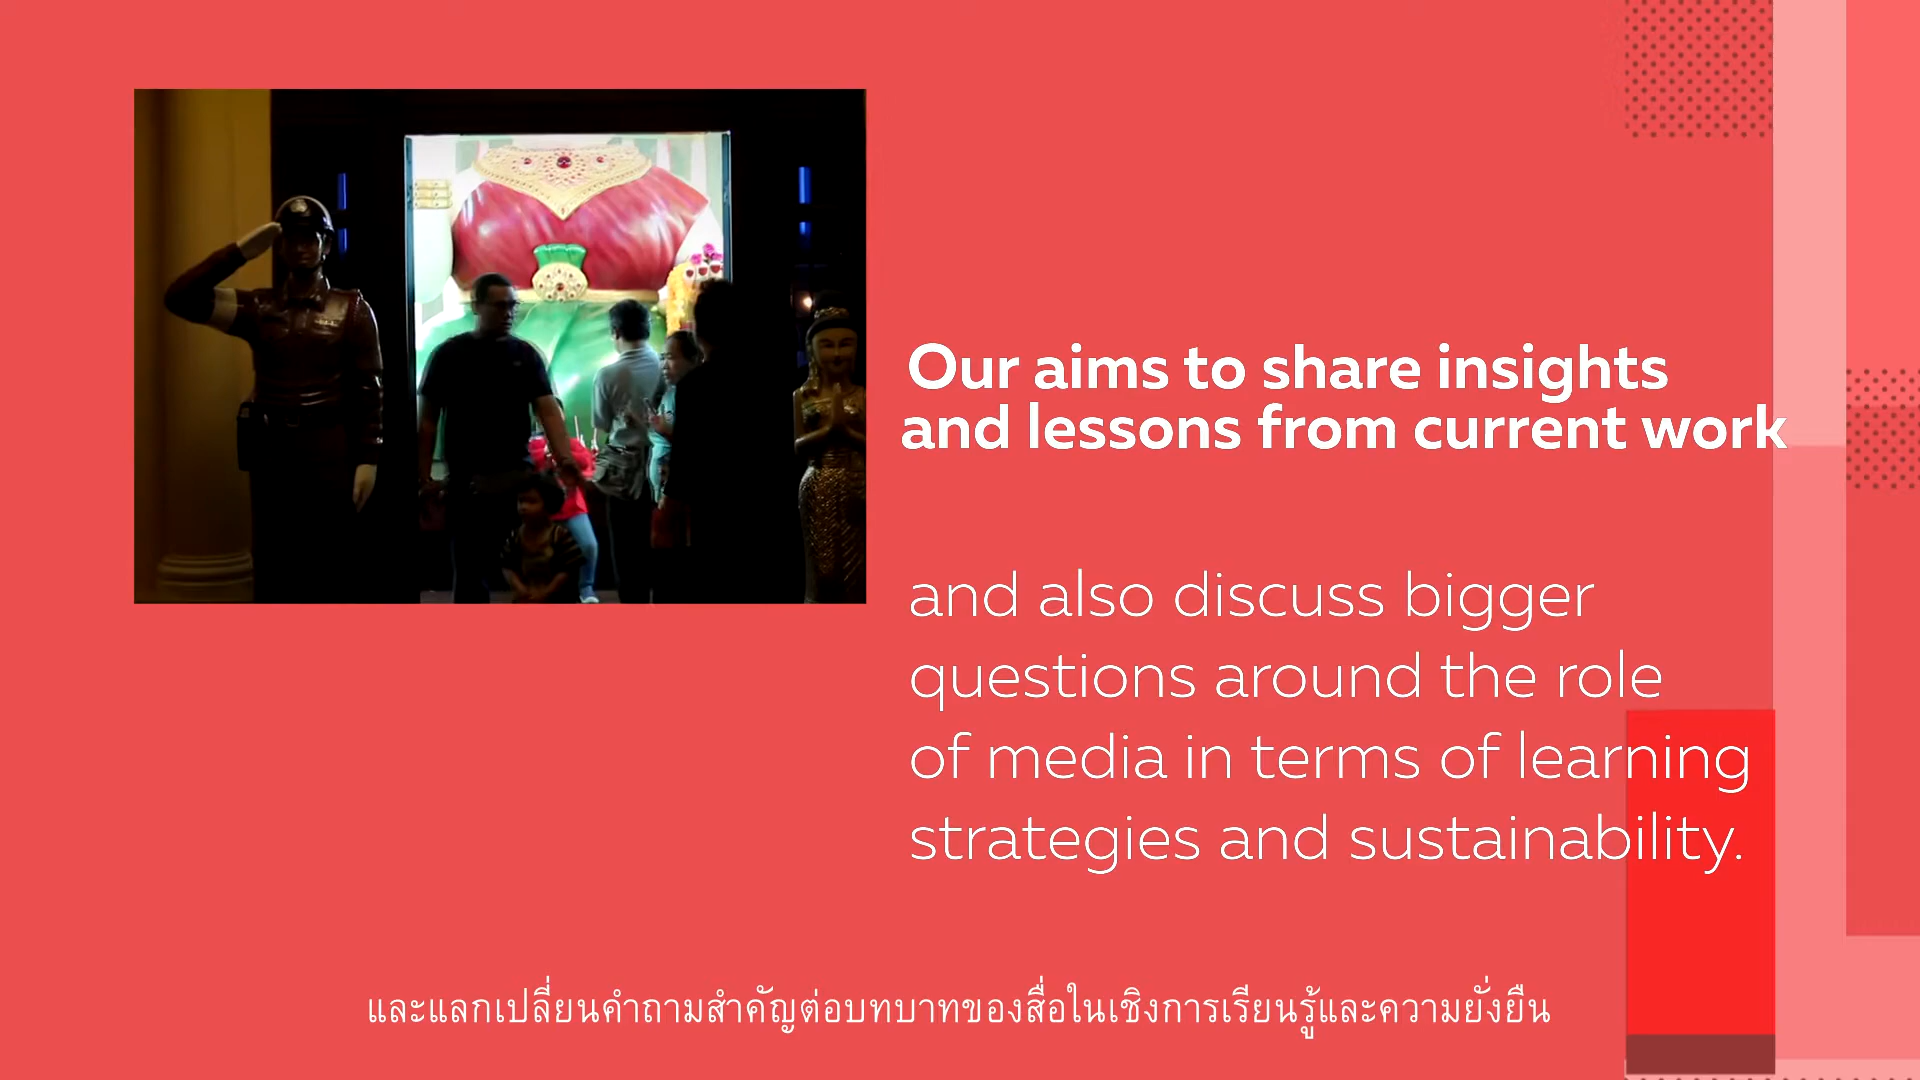 Our aims to share insights
and lessons from current work
and also discuss bigger
questions around the role
of media in terms of learning
strategies and sustainability.
และแลกเปลี่ยนคำถามสำคัญต่อบทบาทของสื่อในเชิงการเรียนรู้และความยั่งยืน